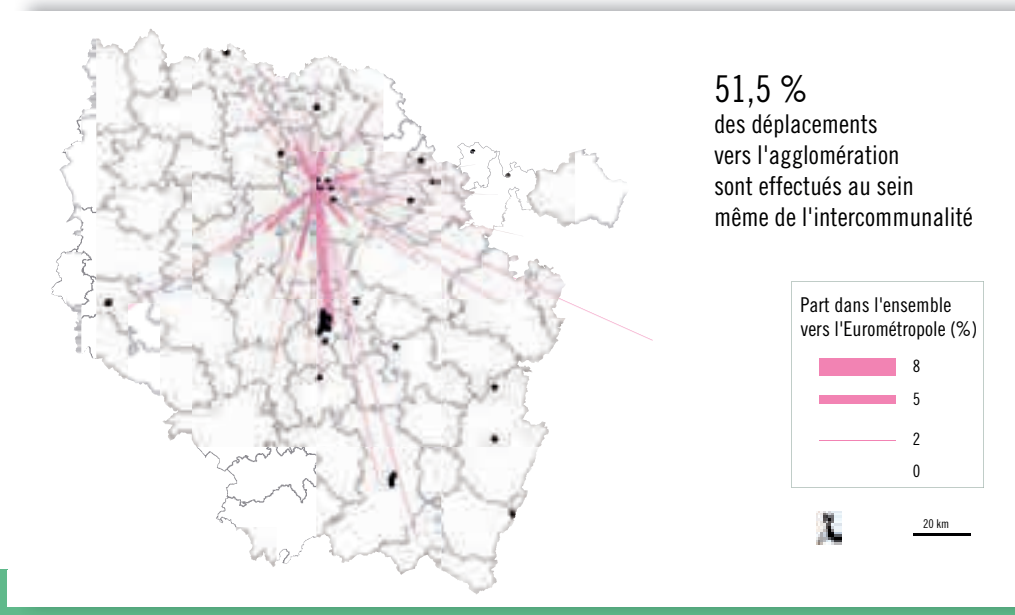 51,5 %
des déplacements
vers l'agglomération
sont effectués au sein
même de l'intercommunalité
Part dans l'ensemble
vers l'Eurométropole (%)
8
5
2
0
20 km